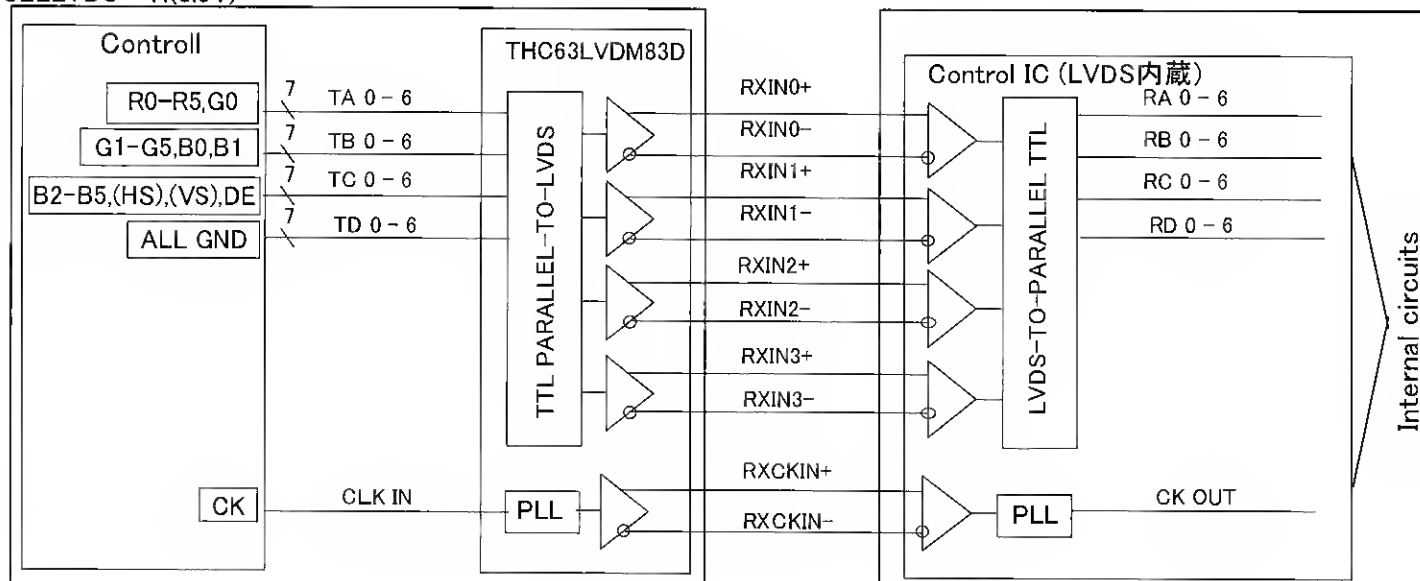 Controll
THC63LVDM83D
Control IC (LVDS内蔵)
R0-R5,G0
7
TA 0-6
RXIN0+
RA 0-6
G1-G5,B0,B1
7
TB 0-6
RXIN0-
RB 0-6
B2-B5,(HS),(VS),DE
7
TC 0-6
RXIN1+
RC 0-6
ALL GND
7
TD 0-6
RXIN1-
RD 0-6
TTL PARALLEL-TO-LVDS
LVDS-TO-PARALLEL TTL
RXIN2+
RXIN2-
RXIN3+
RXIN3-
Internal circuits
CK
CLK IN
PLL
RXCKIN+
RXCKIN-
PLL
CK OUT